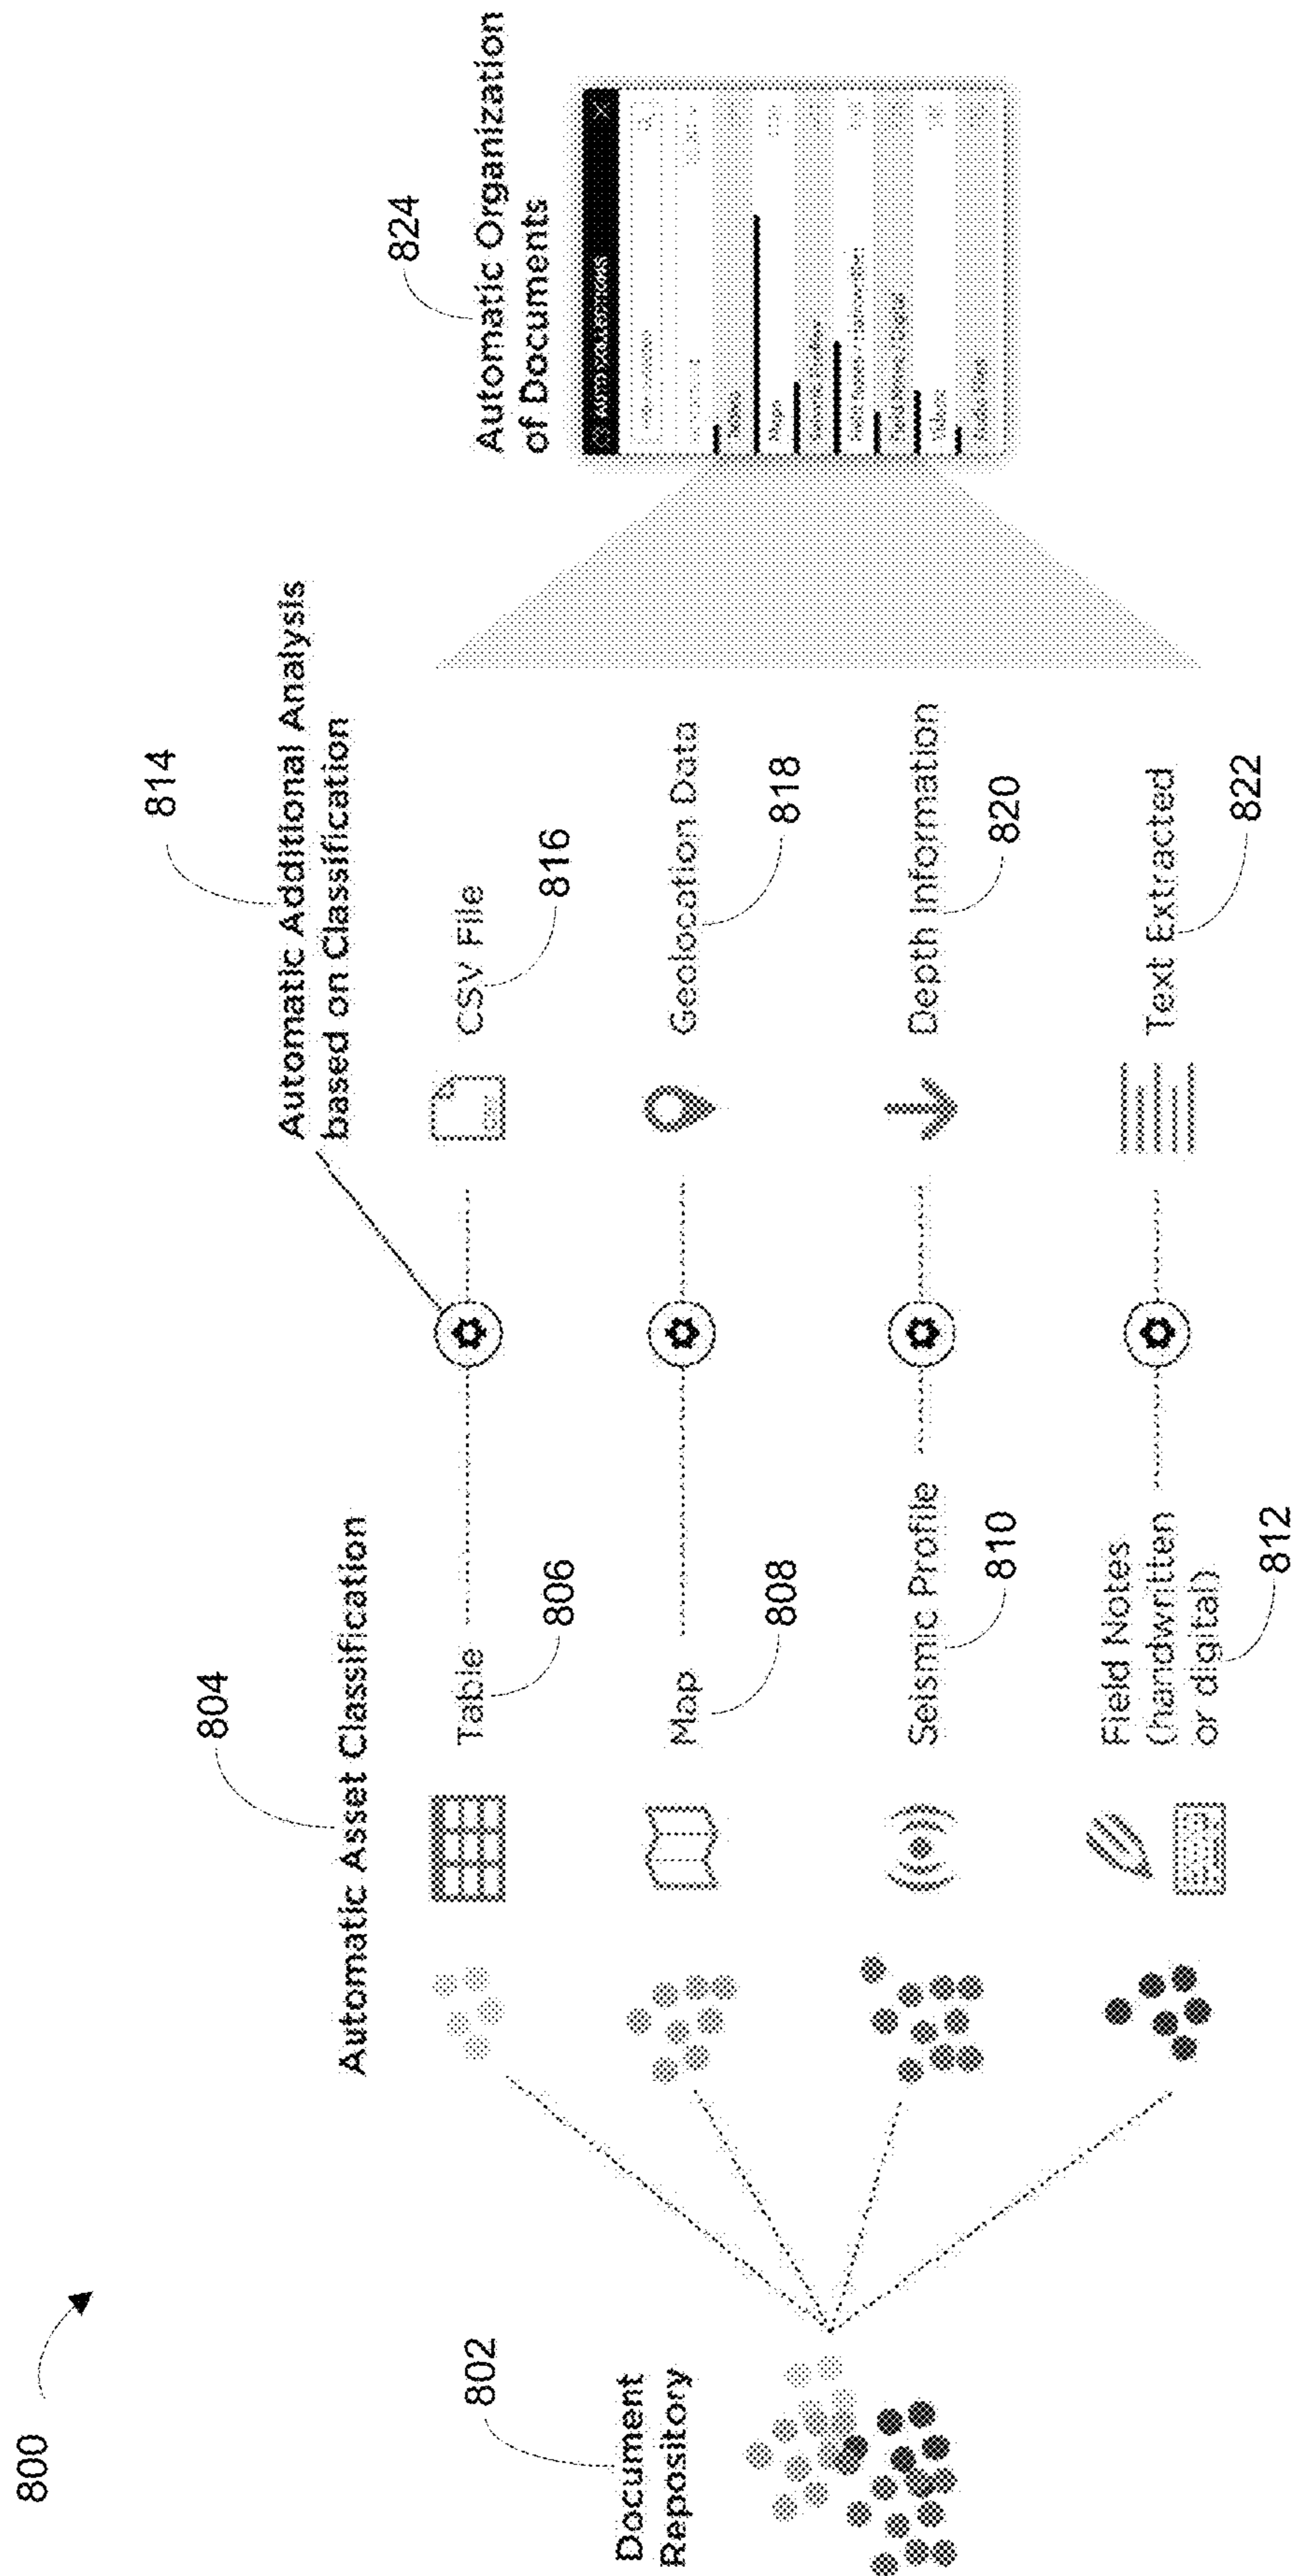 800
802
Document
Repository
804
Automatic Asset Classification
Table
806
Map
808
Seismic Profile
810
Field Notes
(handwritten
or digital)
812
814
Automatic Additional Analysis
based on Classification
CSV File
816
Geolocation Data
818
Depth Information
820
Text Extracted
822
824
Automatic Organization
of Documents